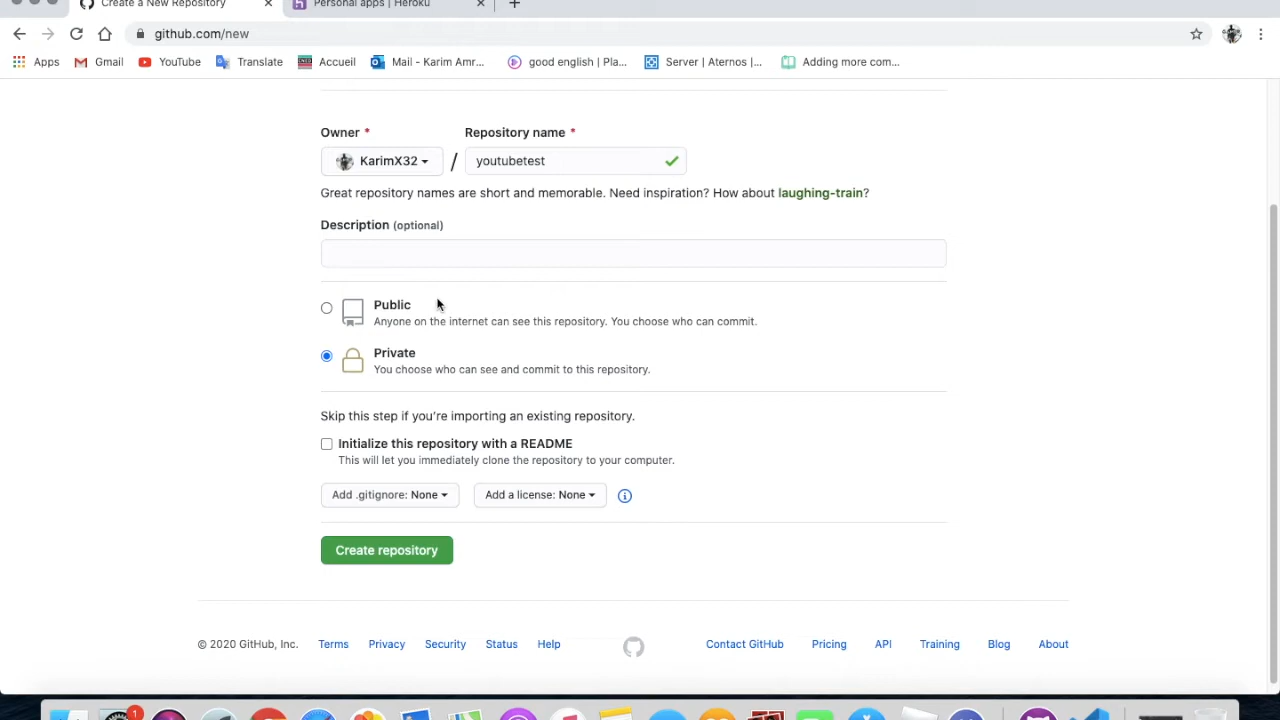 Create a New Repository
Personal apps | Heroku
github.com/new
Apps Gmail YouTube Translate Accueil Mail - Karim Amr... good english | Pla... Server | Aternos |... Adding more com...
Owner * Repository name *
KarimX32 / youtubetest
Great repository names are short and memorable. Need inspiration? How about laughing-train?
Description (optional)
Public
Anyone on the internet can see this repository. You choose who can commit.
Private
You choose who can see and commit to this repository.
Skip this step if you're importing an existing repository.
Initialize this repository with a README
This will let you immediately clone the repository to your computer.
Add .gitignore: None Add a license: None
Create repository
© 2020 GitHub, Inc. Terms Privacy Security Status Help Contact GitHub Pricing API Training Blog About
1